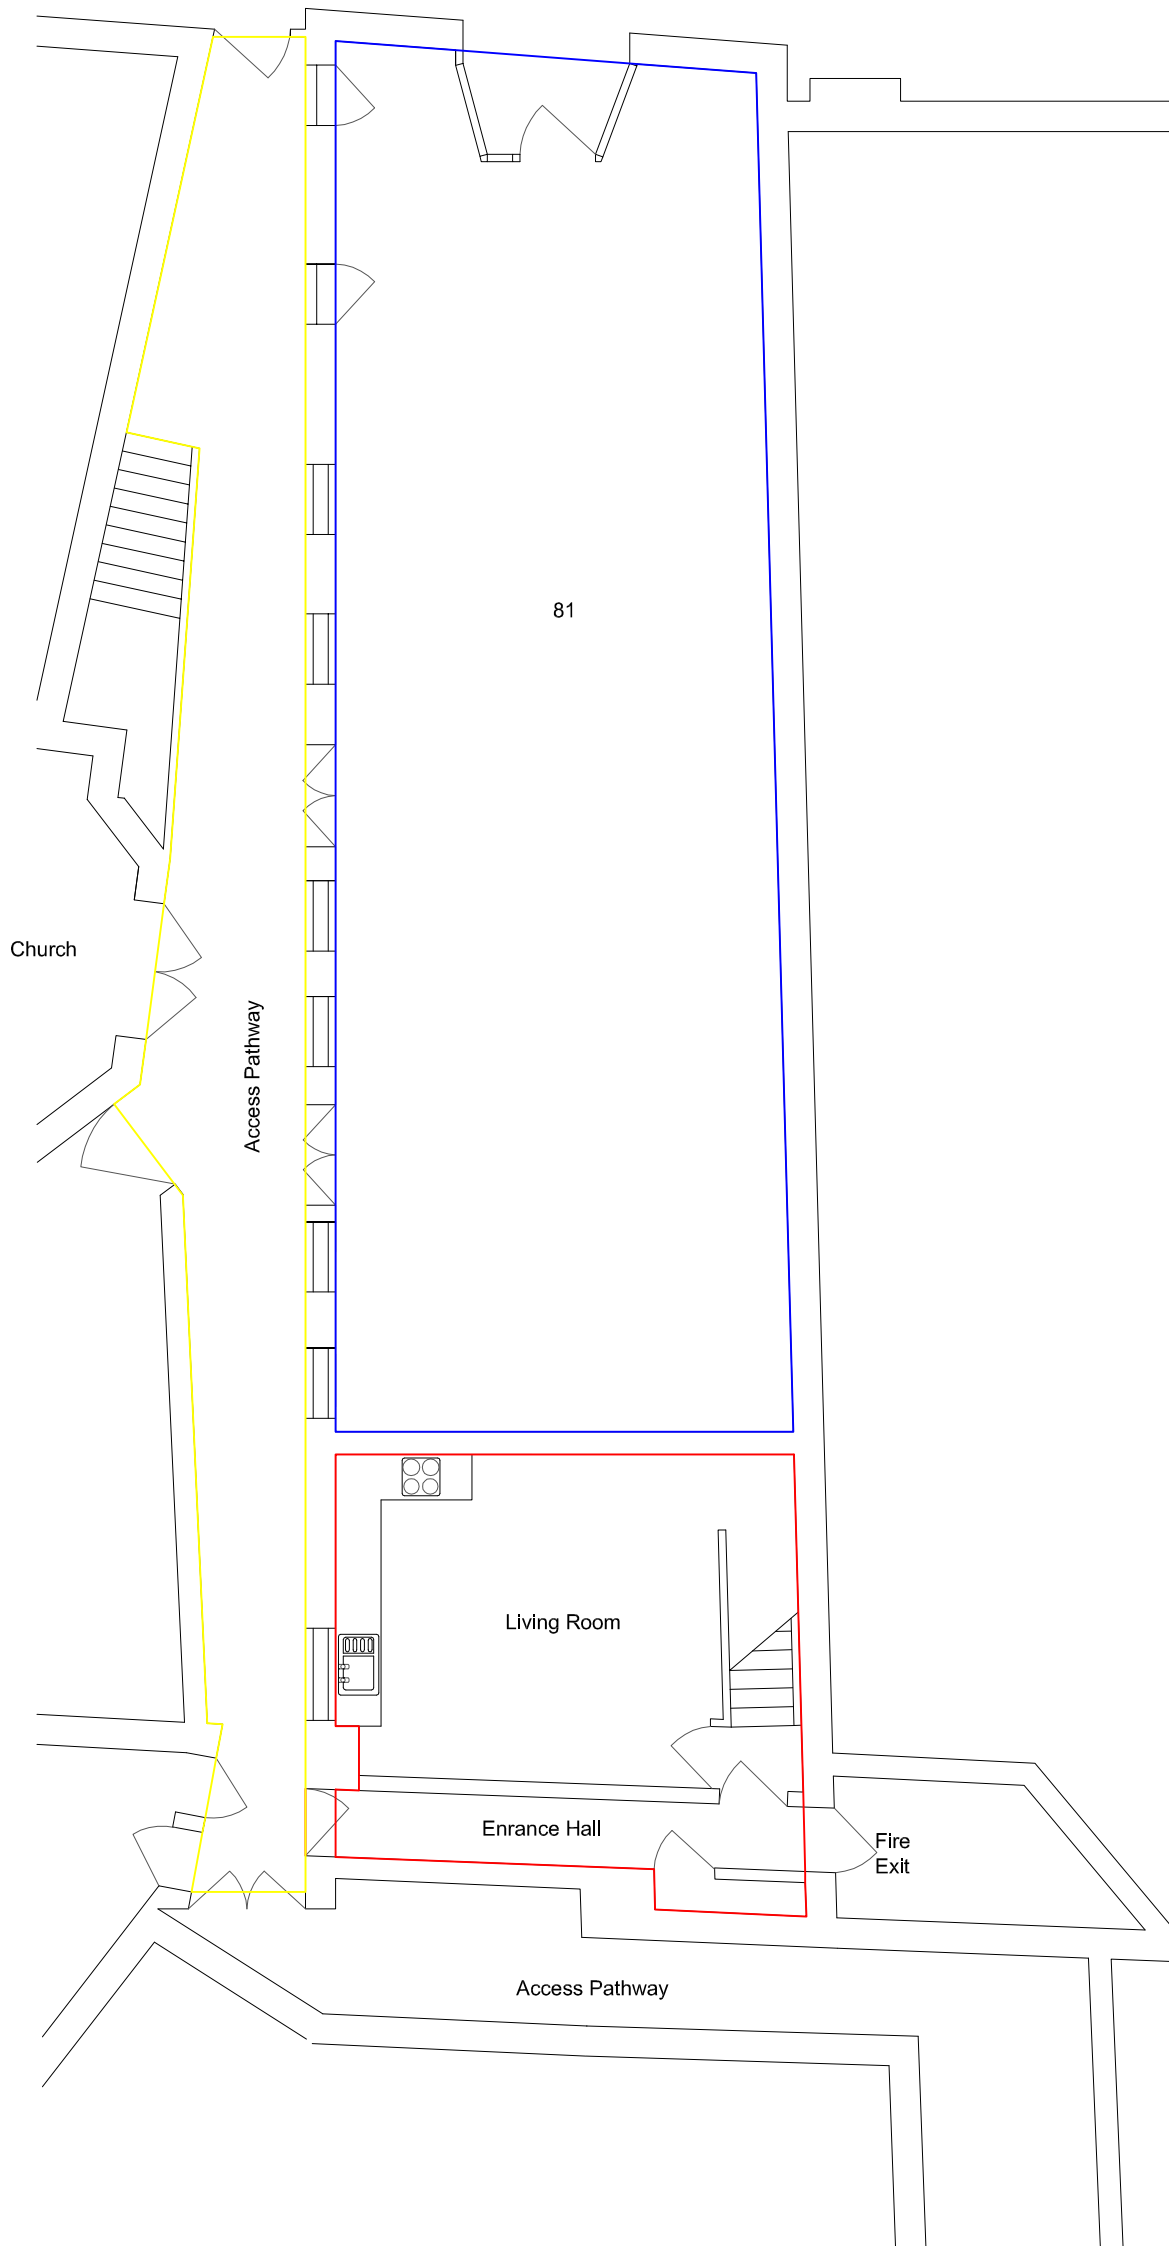 81
Church
Access Pathway
Living Room
Enrance Hall
Fire
Exit
Access Pathway